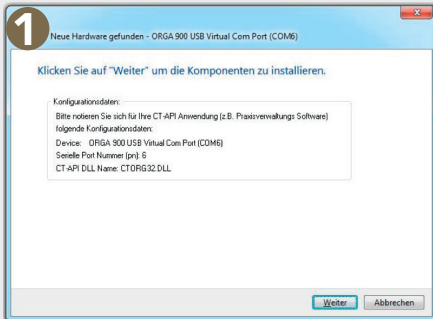 1
Neue Hardware gefunden - ORGA 900 USB Virtual Com Port (COM6)
Klicken Sie auf "Weiter" um die Komponenten zu installieren.
Konfigurationsdaten:
Bitte notieren Sie sich für Ihre CT-API Anwendung (z.B. Praxisverwaltungs Software)
folgende Konfigurationsdaten:
Device: ORGA 900 USB Virtual Com Port (COM6)
Serielle Port Nummer (pn): 6
CT-API DLL Name: CTORG32.DLL
Weiter Abbrechen